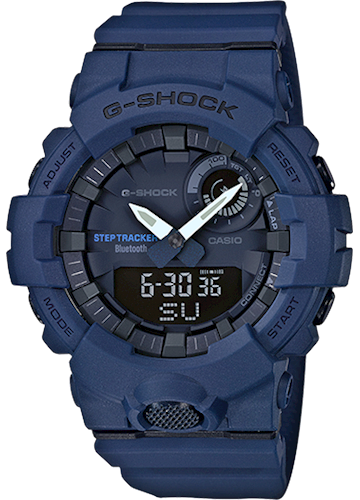 G-SHOCK
ADJUST
RESET
G-SHOCK
LAP
STEP TRACKER
Bluetooth
CASIO
6-30 36
SU
CONNECT
MODE
START